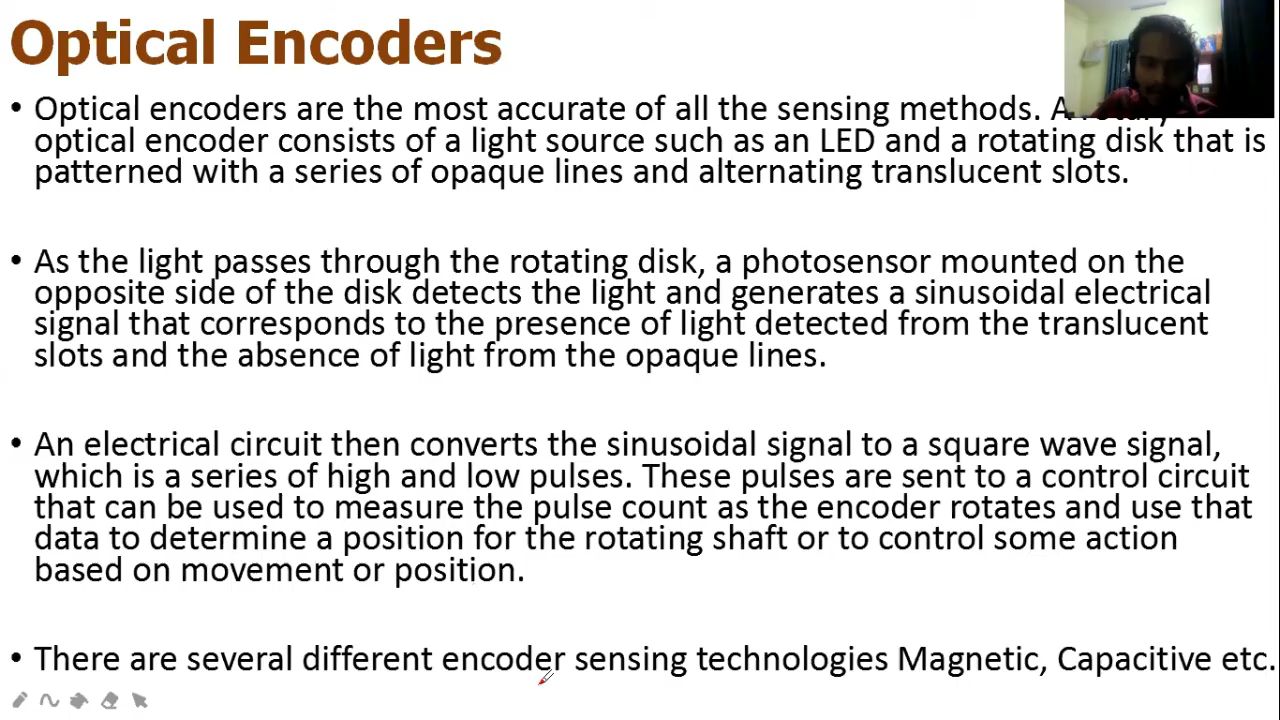 Optical Encoders
• Optical encoders are the most accurate of all the sensing methods. A
optical encoder consists of a light source such as an LED and a rotating disk that is
patterned with a series of opaque lines and alternating translucent slots.
• As the light passes through the rotating disk, a photosensor mounted on the
opposite side of the disk detects the light and generates a sinusoidal electrical
signal that corresponds to the presence of light detected from the translucent
slots and the absence of light from the opaque lines.
• An electrical circuit then converts the sinusoidal signal to a square wave signal,
which is a series of high and low pulses. These pulses are sent to a control circuit
that can be used to measure the pulse count as the encoder rotates and use that
data to determine a position for the rotating shaft or to control some action
based on movement or position.
• There are several different encoder sensing technologies Magnetic, Capacitive etc.